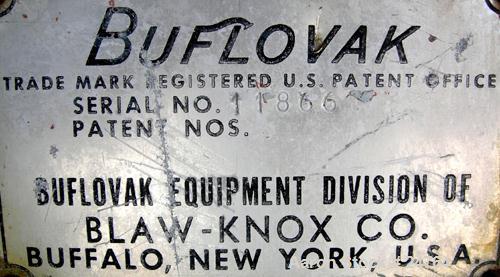 BUFLOVAK
TRADE MARK REGISTERED U.S. PATENT OFFICE
SERIAL NO. 11866
PATENT NOS.
BUFLOVAK EQUIPMENT DIVISION OF
BLAW-KNOX CO.
BUFFALO, NEW YORK, U.S.A.